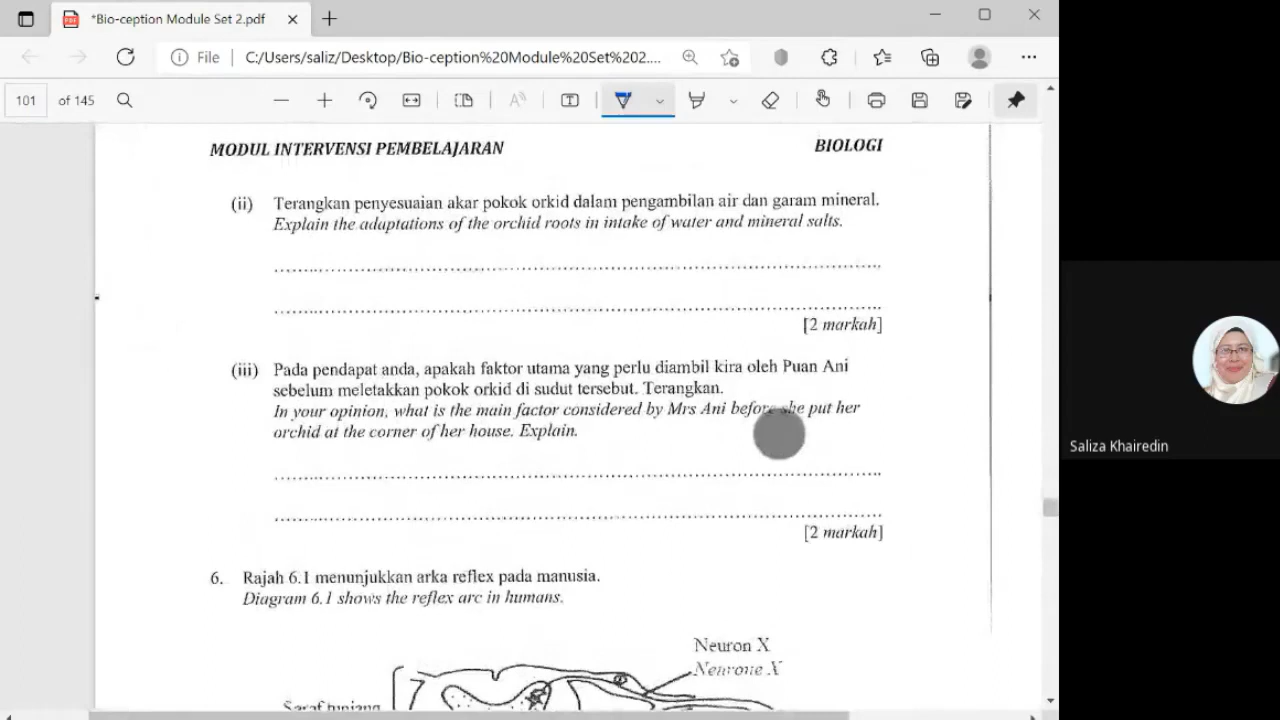 *Bio-ception Module Set 2.pdf
File
C:/Users/saliz/Desktop/Bio-ception%20Module%20Set%202....
101 of 145
MODUL INTERVENSI PEMBELAJARAN BIOLOGI
(ii) Terangkan penyesuaian akar pokok orkid dalam pengambilan air dan garam mineral.
Explain the adaptations of the orchid roots in intake of water and mineral salts.
[2 markah]
(iii) Pada pendapat anda, apakah faktor utama yang perlu diambil kira oleh Puan Ani
sebelum meletakkan pokok orkid di sudut tersebut. Terangkan.
In your opinion, what is the main factor considered by Mrs Ani before she put her
orchid at the corner of her house. Explain.
[2 markah]
6. Rajah 6.1 menunjukkan arka reflex pada manusia.
Diagram 6.1 shows the reflex arc in humans.
Neuron X
Neurone X
Saraf tunjang
Saliza Khairedin